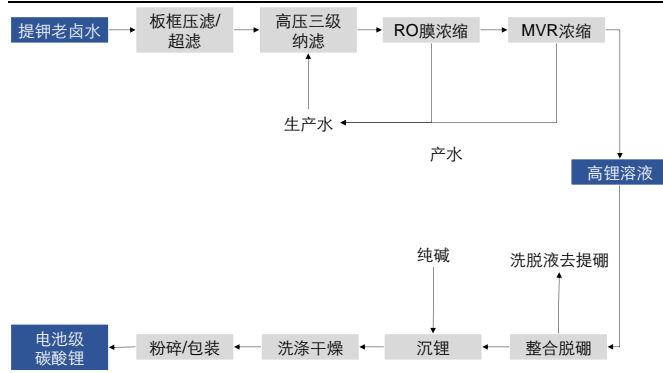 提钾老卤水
板框压滤/
超滤
高压三级
纳滤
RO膜浓缩
MVR浓缩
生产水
产水
高锂溶液
纯碱
洗脱液去提硼
电池级
碳酸锂
粉碎/包装
洗涤干燥
沉锂
整合脱硼